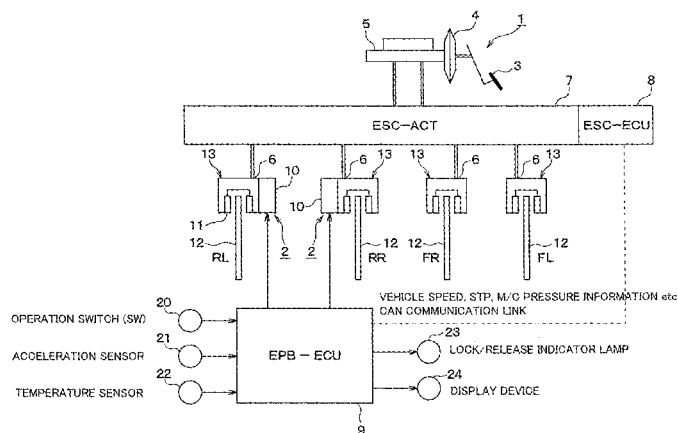 4
5
1
3
7
8
ESC-ACT
ESC-ECU
13
6
10
6
13
13
6
6
13
10
11
12
RL
2
2
12
RR
12
FR
12
FL
VEHICLE SPEED, STP, M/C PRESSURE INFORMATION etc
CAN COMMUNICATION LINK
20
OPERATION SWITCH (SW)
21
ACCELERATION SENSOR
22
TEMPERATURE SENSOR
EPB-ECU
23
LOCK/RELEASE INDICATOR LAMP
24
DISPLAY DEVICE
9